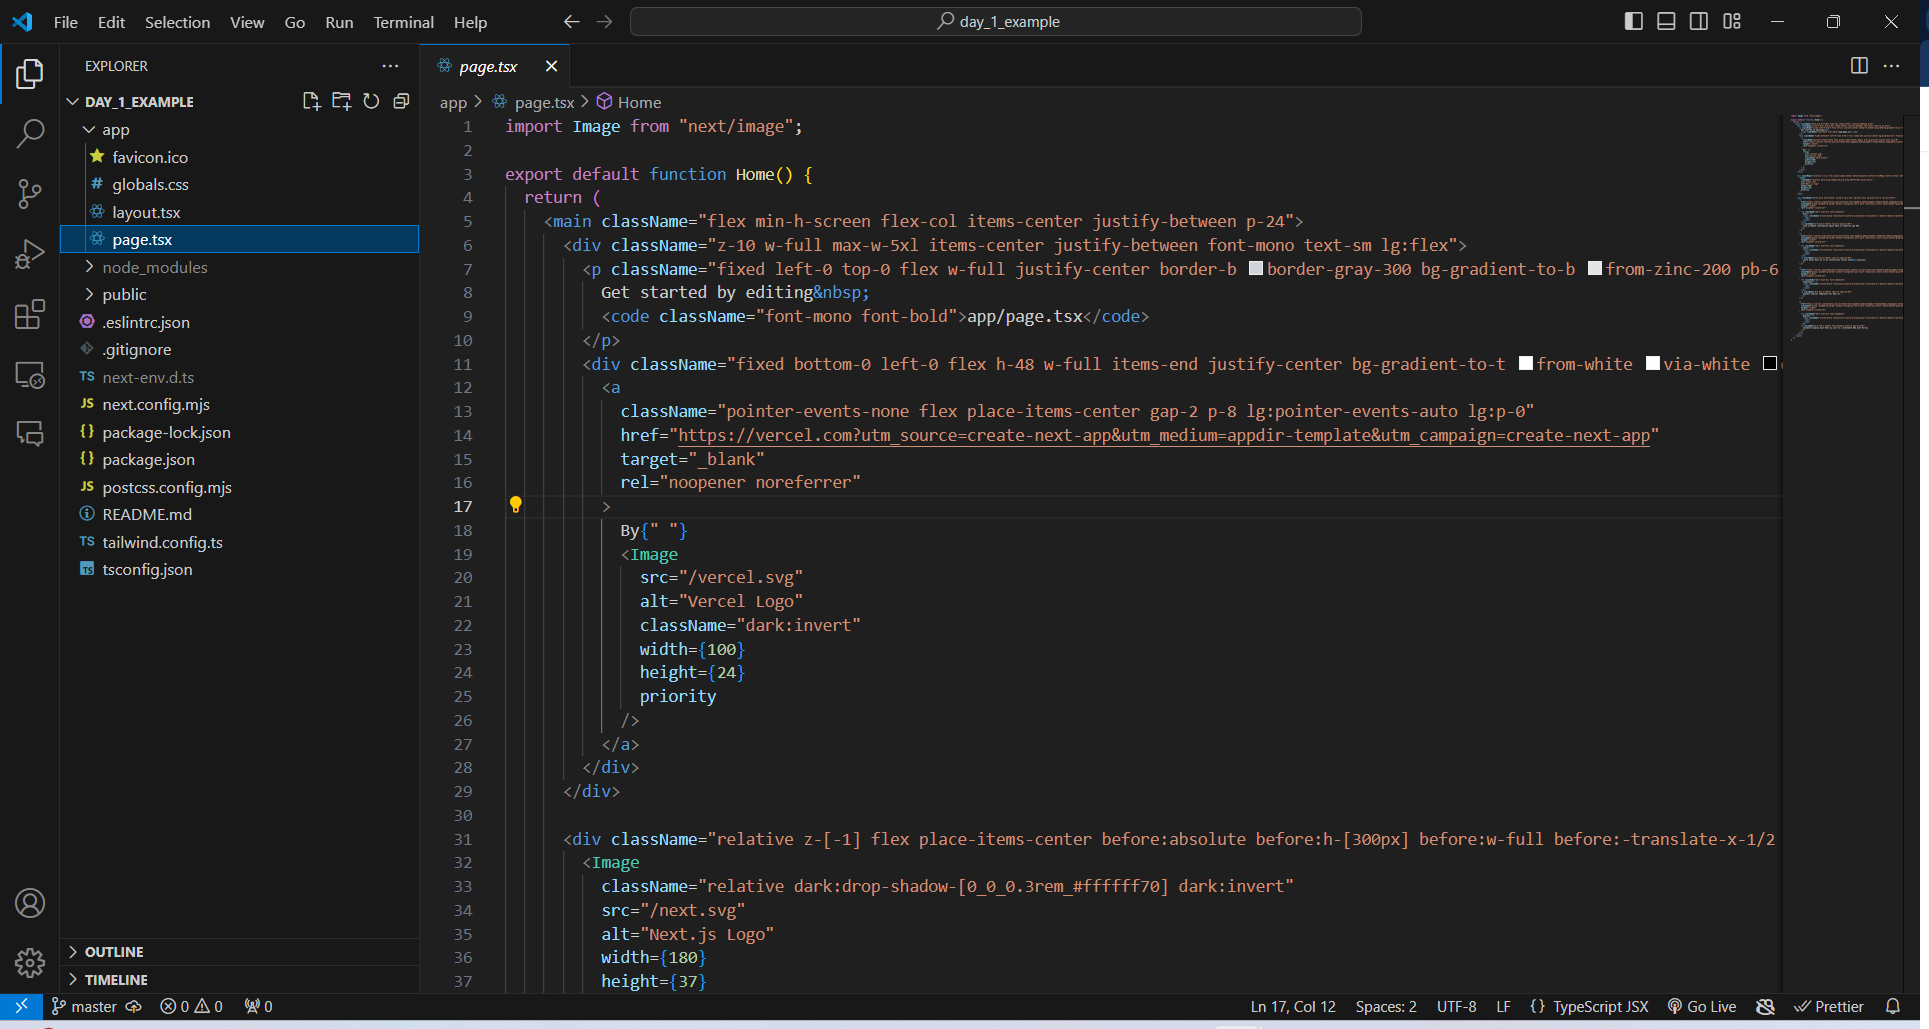 File Edit Selection View Go Run Terminal Help
day_1_example
EXPLORER
DAY_1_EXAMPLE
app
favicon.ico
# globals.css
layout.tsx
page.tsx
node_modules
public
.eslintrc.json
.gitignore
TS next-env.d.ts
JS next.config.mjs
{} package-lock.json
{} package.json
JS postcss.config.mjs
README.md
TS tailwind.config.ts
TS tsconfig.json
OUTLINE
TIMELINE
page.tsx
app > page.tsx > Home
1 import Image from "next/image";
2
3 export default function Home() {
4 return (
5 <main className="flex min-h-screen flex-col items-center justify-between p-24">
6 <div className="z-10 w-full max-w-5xl items-center justify-between font-mono text-sm lg:flex">
7 <p className="fixed left-0 top-0 flex w-full justify-center border-b border-gray-300 bg-gradient-to-b from-zinc-200 pb-6
8 Get started by editing&nbsp;
9 <code className="font-mono font-bold">app/page.tsx</code>
10 </p>
11 <div className="fixed bottom-0 left-0 flex h-48 w-full items-end justify-center bg-gradient-to-t from-white via-white
12 <a
13 className="pointer-events-none flex place-items-center gap-2 p-8 lg:pointer-events-auto lg:p-0"
14 href="https://vercel.com?utm_source=create-next-app&utm_medium=appdir-template&utm_campaign=create-next-app"
15 target="_blank"
16 rel="noopener noreferrer"
17 >
18 By{" "}
19 <Image
20 src="/vercel.svg"
21 alt="Vercel Logo"
22 className="dark:invert"
23 width={100}
24 height={24}
25 priority
26 />
27 </a>
28 </div>
29 </div>
30
31 <div className="relative z-[-1] flex place-items-center before:absolute before:h-[300px] before:w-full before:-translate-x-1/2
32 <Image
33 className="relative dark:drop-shadow-[0_0_0.3rem_#ffffff70] dark:invert"
34 src="/next.svg"
35 alt="Next.js Logo"
36 width={180}
37 height={37}
master 0 0 0 Ln 17, Col 12 Spaces: 2 UTF-8 LF {} TypeScript JSX Go Live Prettier